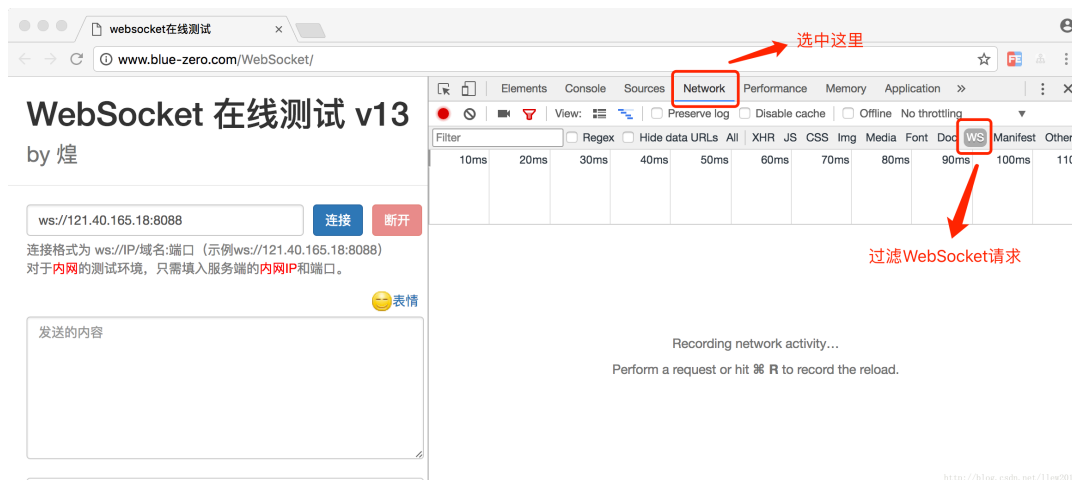 websocket在线测试
www.blue-zero.com/WebSocket/
选中这里
WebSocket 在线测试 v13
by 煌
ws://121.40.165.18:8088
连接
断开
连接格式为 ws://IP/域名:端口（示例ws://121.40.165.18:8088）
对于内网的测试环境，只需填入服务端的内网IP和端口。
表情
发送的内容
Elements Console Sources Network Performance Memory Application »
View: Preserve log Disable cache Offline No throttling
Filter Regex Hide data URLs All XHR JS CSS Img Media Font Doc WS Manifest Other
10ms 20ms 30ms 40ms 50ms 60ms 70ms 80ms 90ms 100ms 110
过滤WebSocket请求
Recording network activity…
Perform a request or hit ⌘ R to record the reload.